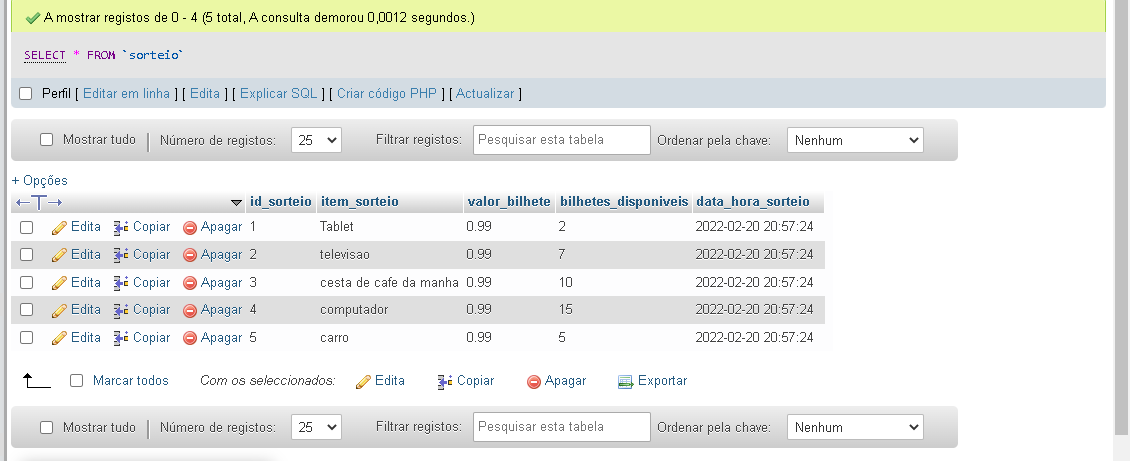 A mostrar registos de 0 - 4 (5 total, A consulta demorou 0,0012 segundos.)
SELECT * FROM `sorteio`
Perfil [ Editar em linha ] [ Edita ] [ Explicar SQL ] [ Criar código PHP ] [ Actualizar ]
Mostrar tudo | Número de registos: 25 Filtrar registos: Pesquisar esta tabela Ordenar pela chave: Nenhum
+ Opções
←T→ id_sorteio item_sorteio valor_bilhete bilhetes_disponiveis data_hora_sorteio
Edita Copiar Apagar 1 Tablet 0.99 2 2022-02-20 20:57:24
Edita Copiar Apagar 2 televisao 0.99 7 2022-02-20 20:57:24
Edita Copiar Apagar 3 cesta de cafe da manha 0.99 10 2022-02-20 20:57:24
Edita Copiar Apagar 4 computador 0.99 15 2022-02-20 20:57:24
Edita Copiar Apagar 5 carro 0.99 5 2022-02-20 20:57:24
Marcar todos Com os seleccionados: Edita Copiar Apagar Exportar
Mostrar tudo | Número de registos: 25 Filtrar registos: Pesquisar esta tabela Ordenar pela chave: Nenhum